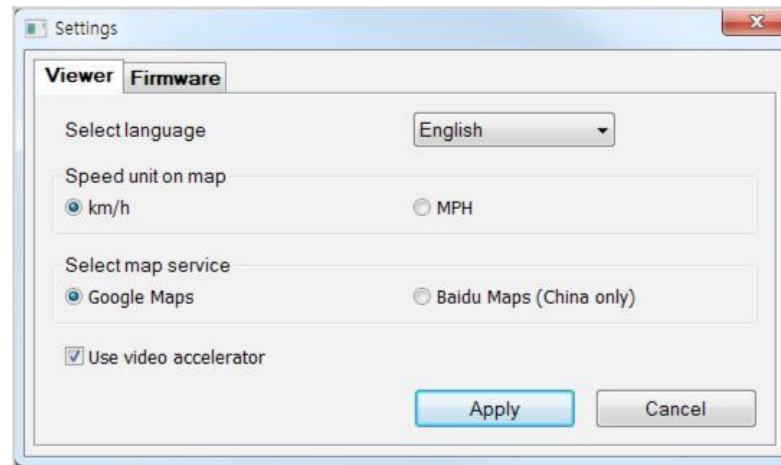 Settings
Viewer Firmware
Select language English
Speed unit on map
km/h MPH
Select map service
Google Maps Baidu Maps (China only)
Use video accelerator
Apply Cancel